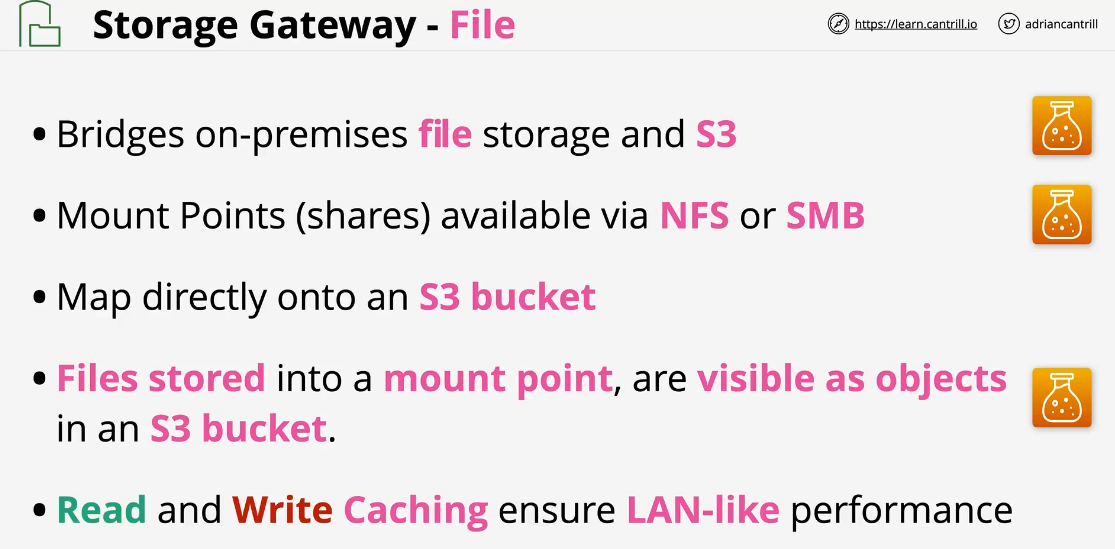 Storage Gateway - File
https://learn.cantrill.io
adriancantrill
• Bridges on-premises file storage and S3
• Mount Points (shares) available via NFS or SMB
• Map directly onto an S3 bucket
• Files stored into a mount point, are visible as objects
in an S3 bucket.
• Read and Write Caching ensure LAN-like performance